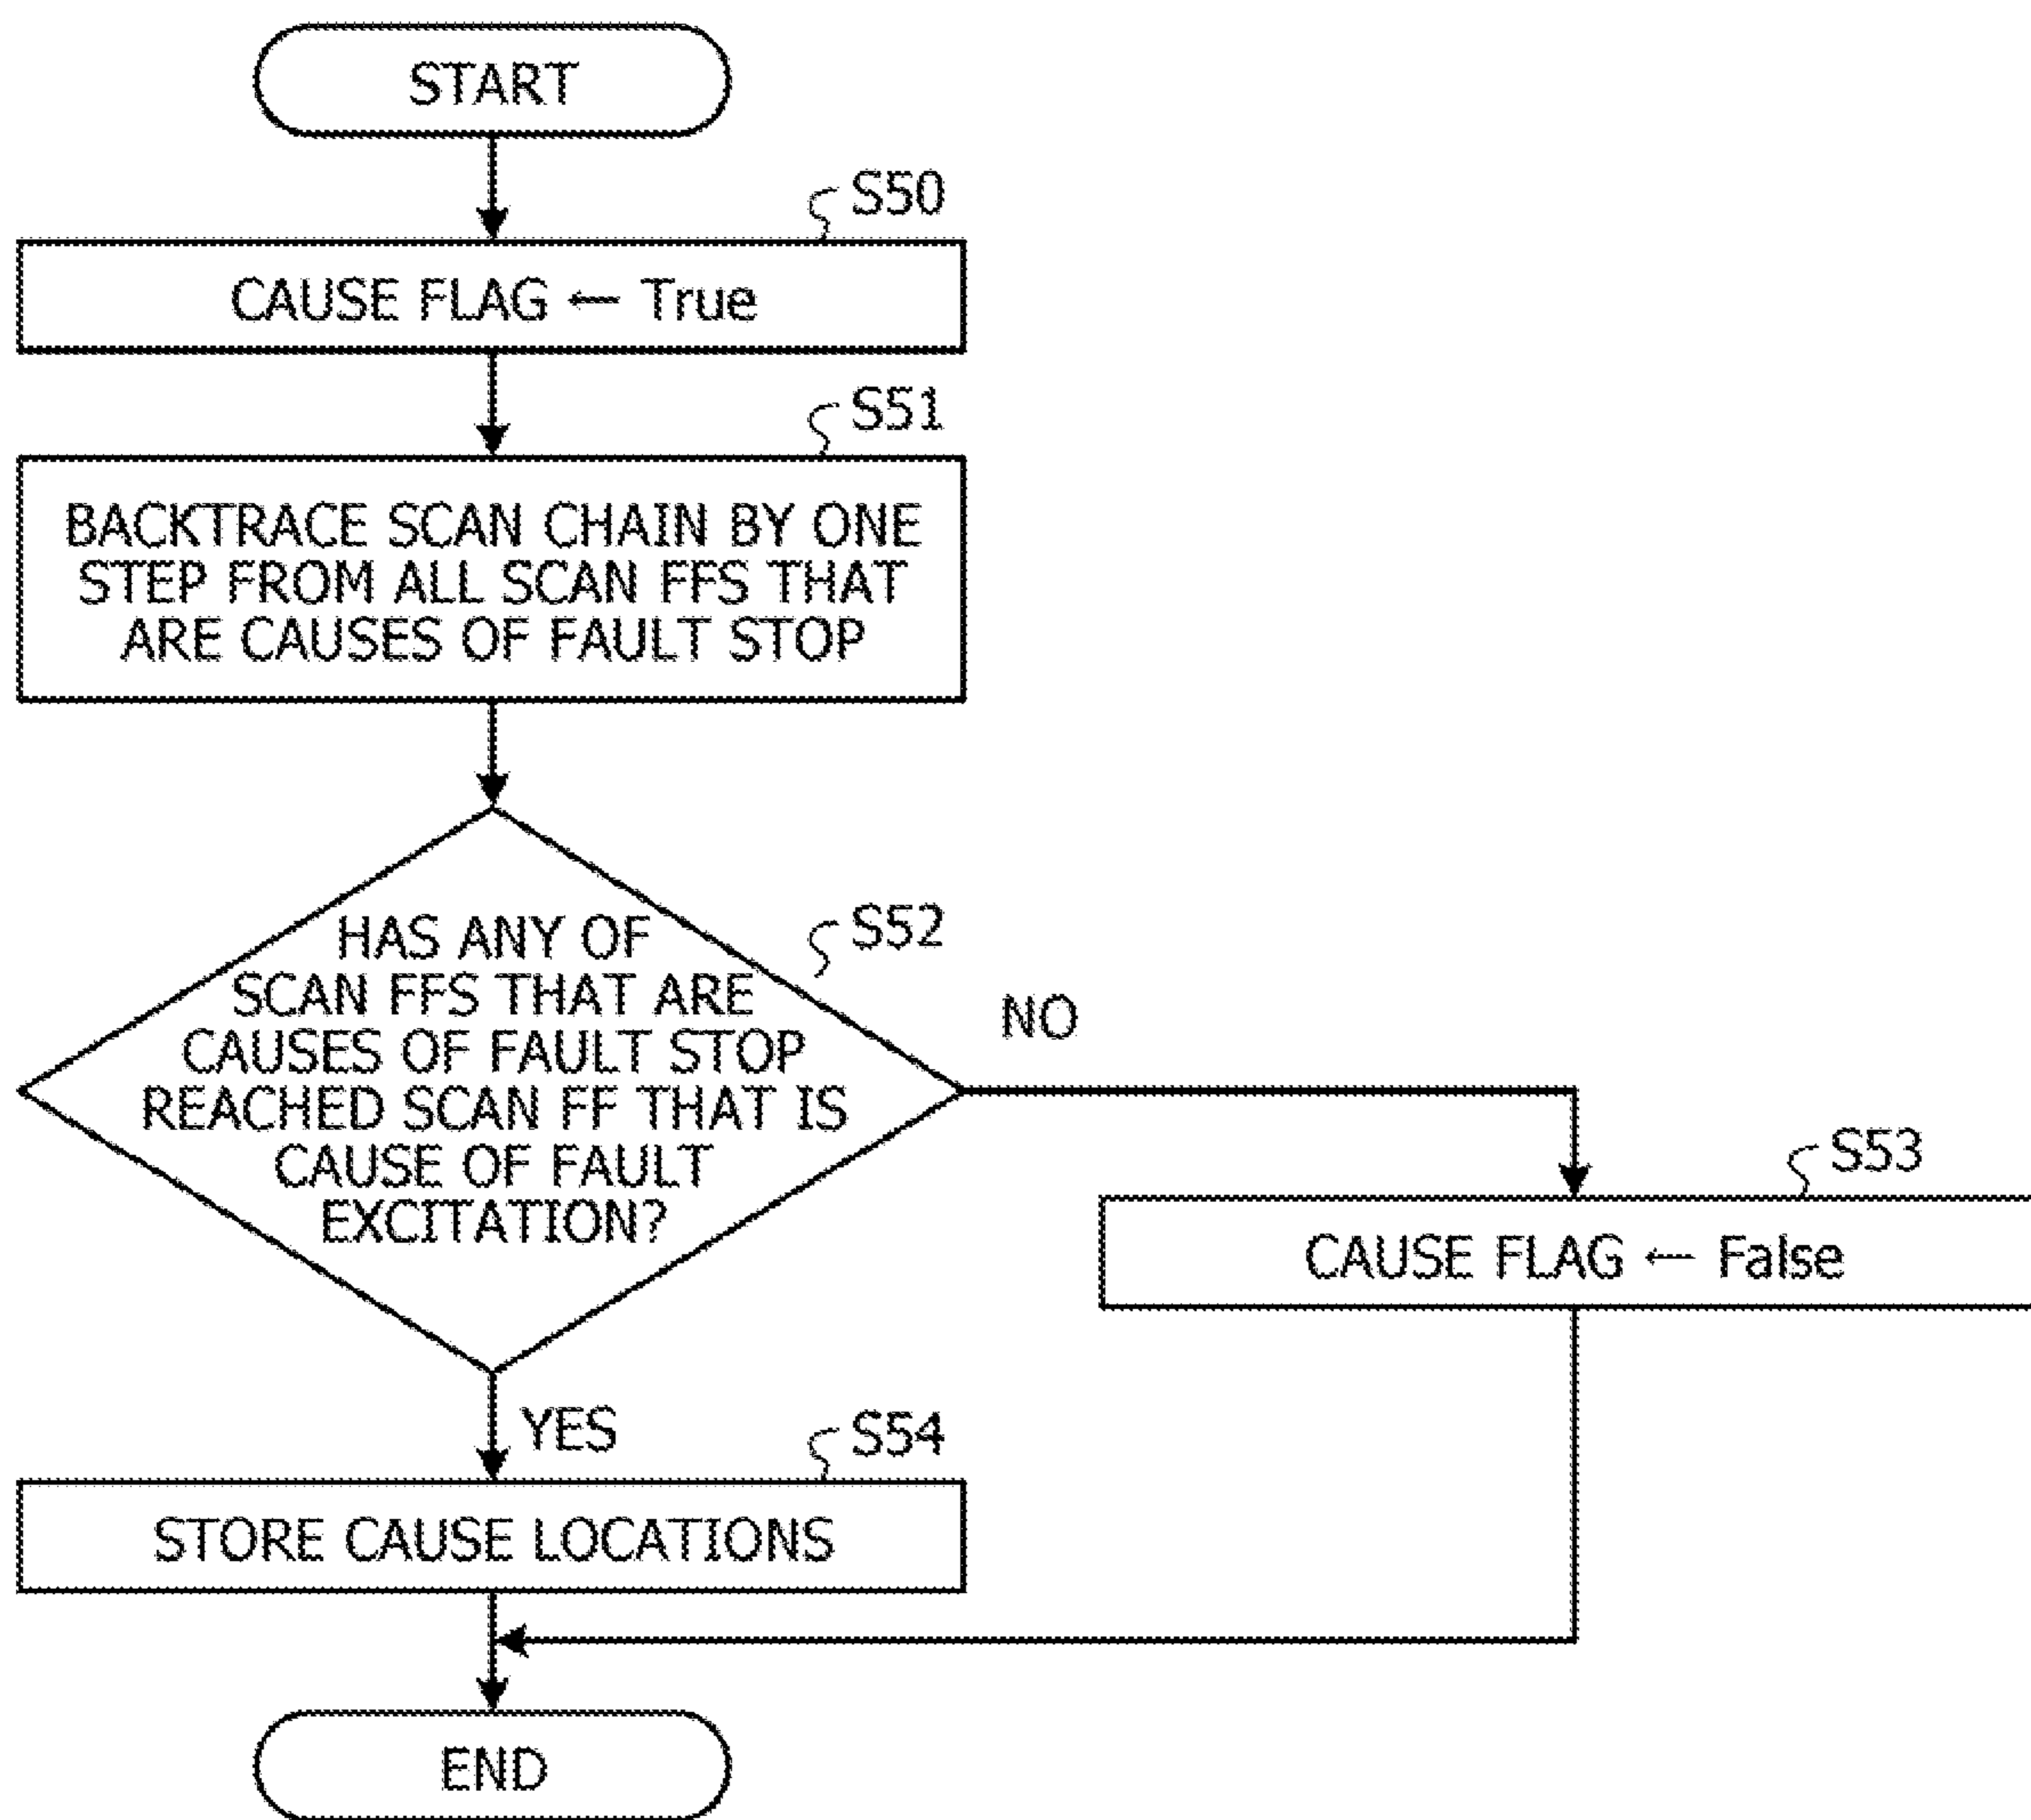 START
S50
CAUSE FLAG ← True
S51
BACKTRACE SCAN CHAIN BY ONE
STEP FROM ALL SCAN FFS THAT
ARE CAUSES OF FAULT STOP
S52
HAS ANY OF
SCAN FFS THAT ARE
CAUSES OF FAULT STOP
REACHED SCAN FF THAT IS
CAUSE OF FAULT
EXCITATION?
NO
S53
CAUSE FLAG ← False
YES
S54
STORE CAUSE LOCATIONS
END